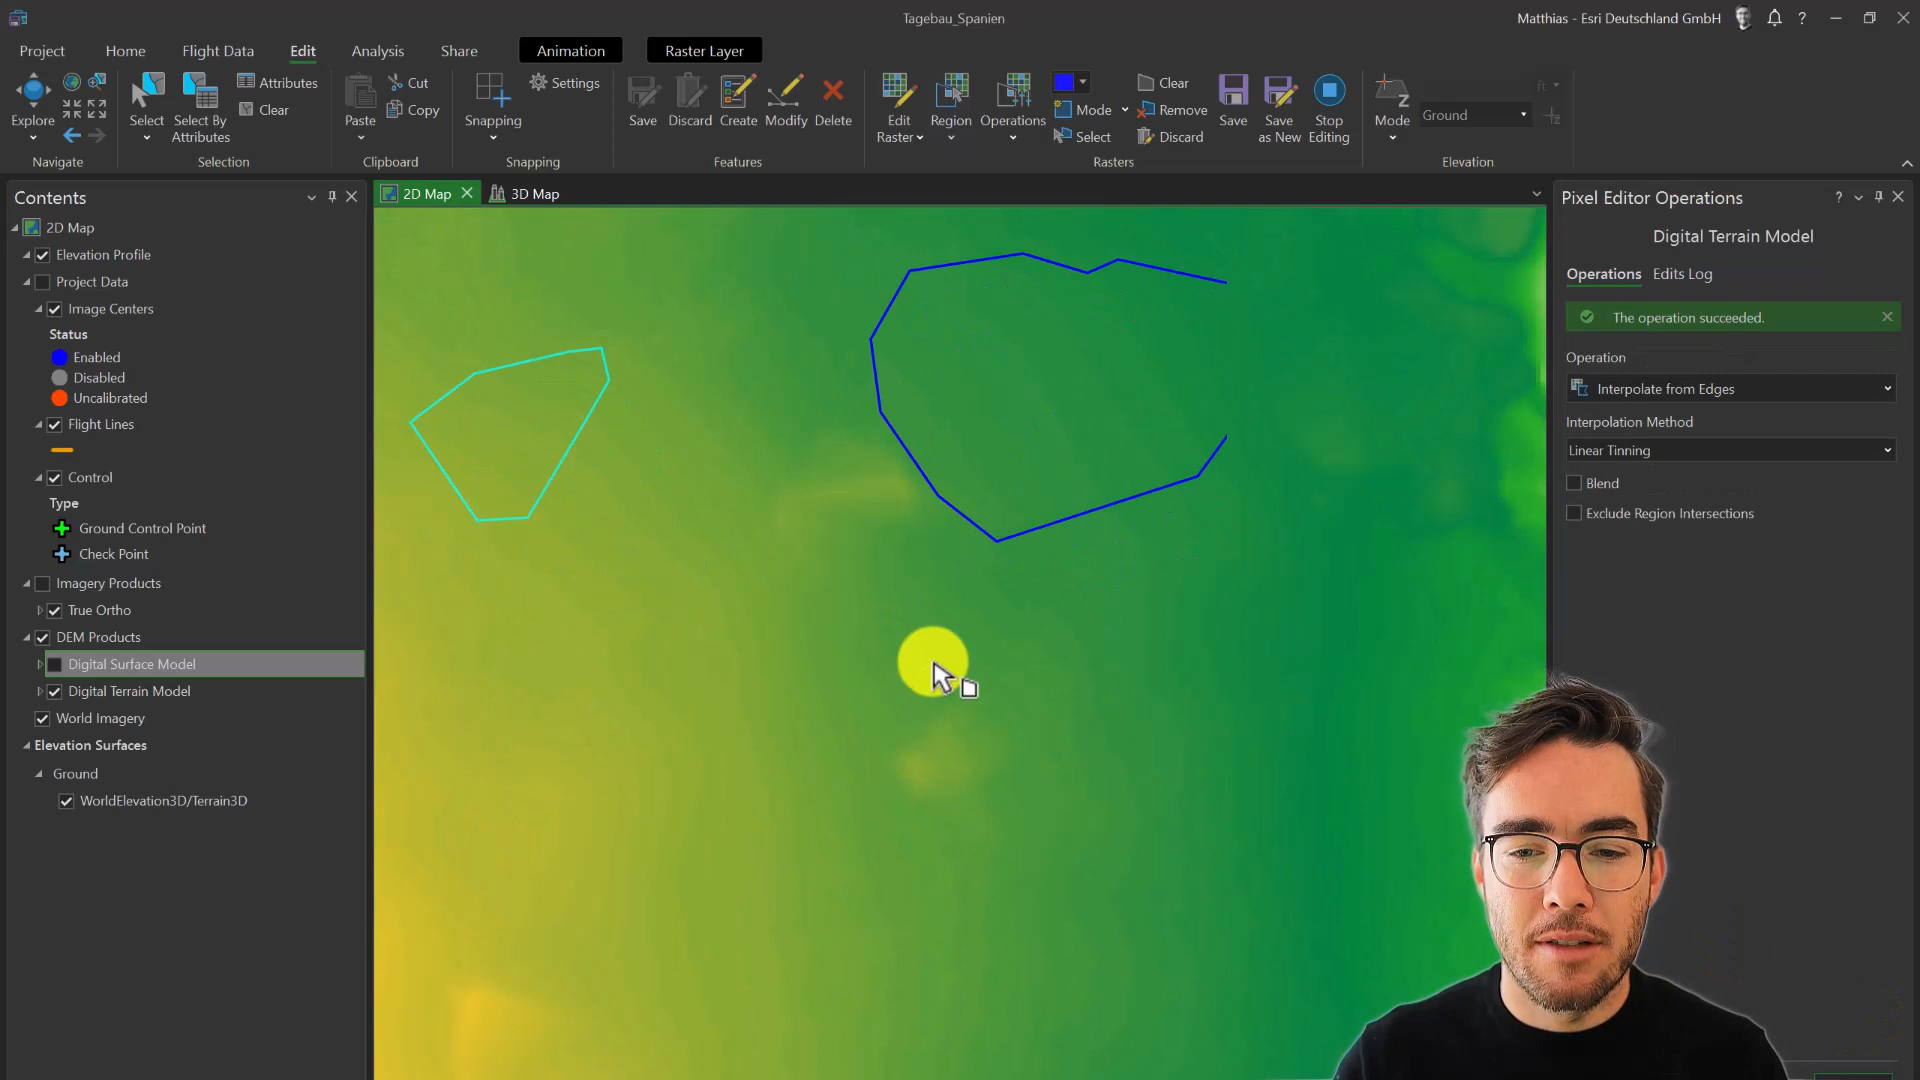 Tagebau_Spanien
Matthias - Esri Deutschland GmbH
?
Project
Home
Flight Data
Edit
Analysis
Share
Animation
Raster Layer
Explore
Navigate
Select
Select By
Attributes
Attributes
Clear
Selection
Paste
Cut
Copy
Clipboard
Snapping
Settings
Snapping
Save
Discard
Create
Modify
Delete
Features
Edit
Raster
Region
Operations
Mode
Select
Clear
Remove
Discard
Save
Save
as New
Stop
Editing
Rasters
Mode
Ground
ft
Elevation
Contents
2D Map
Elevation Profile
Project Data
Image Centers
Status
Enabled
Disabled
Uncalibrated
Flight Lines
Control
Type
Ground Control Point
Check Point
Imagery Products
True Ortho
DEM Products
Digital Surface Model
Digital Terrain Model
World Imagery
Elevation Surfaces
Ground
WorldElevation3D/Terrain3D
2D Map
3D Map
Pixel Editor Operations
?
Digital Terrain Model
Operations
Edits Log
The operation succeeded.
Operation
Interpolate from Edges
Interpolation Method
Linear Tinning
Blend
Exclude Region Intersections